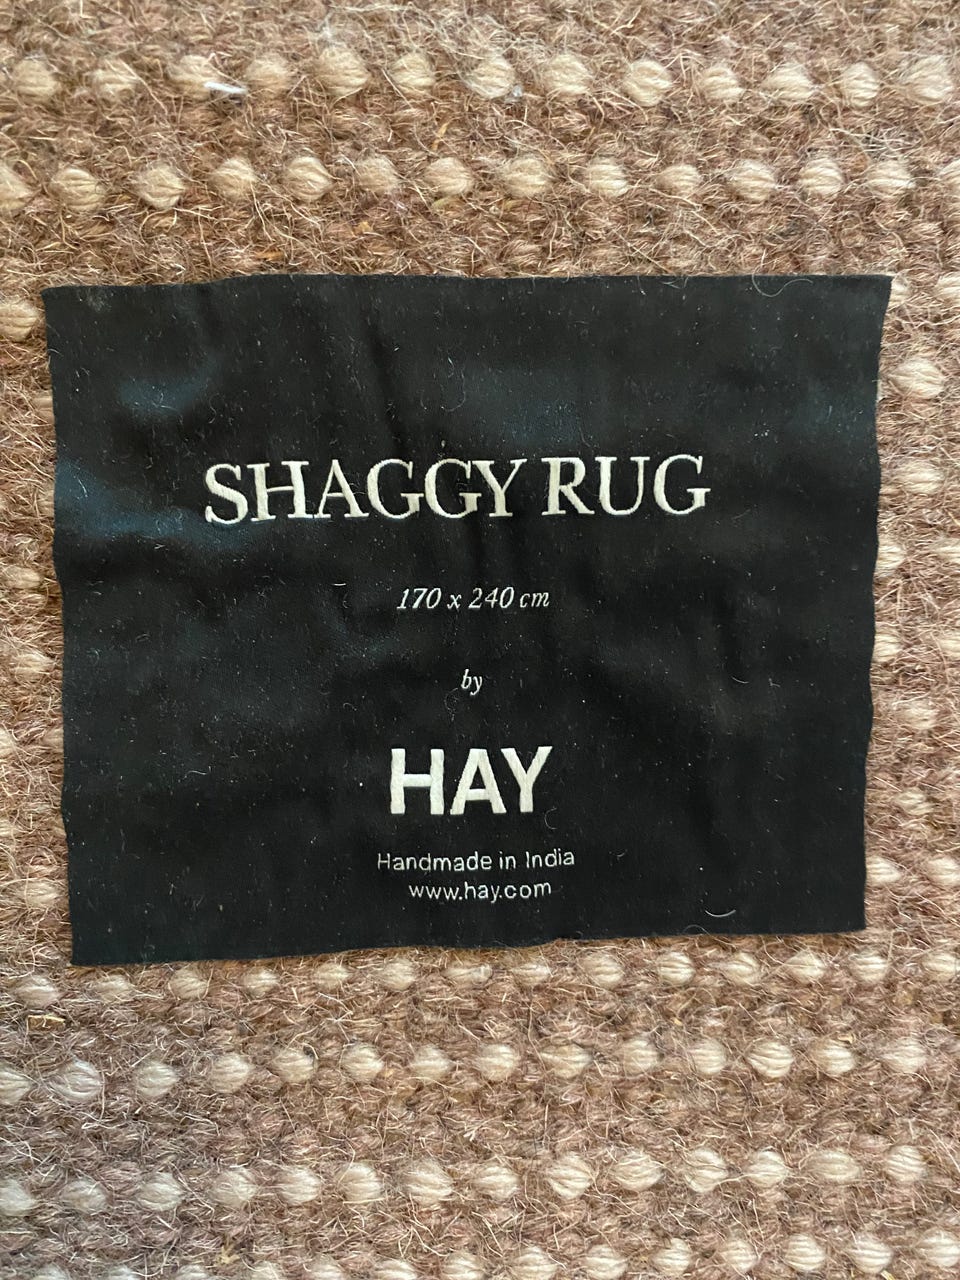 SHAGGY RUG
170 x 240 cm
by
HAY
Handmade in India
www.hay.com